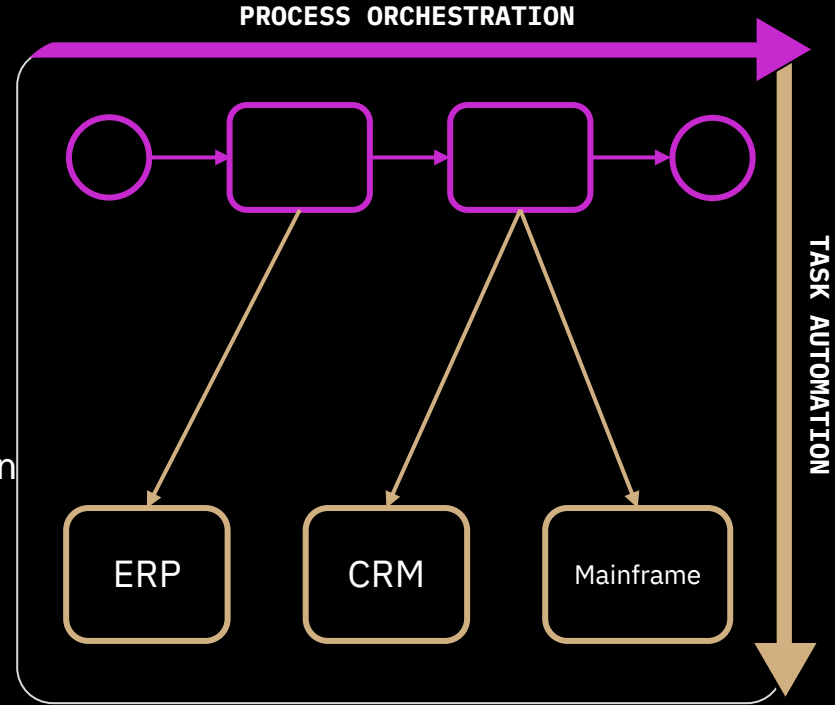 PROCESS ORCHESTRATION
TASK AUTOMATION
n
ERP
CRM
Mainframe